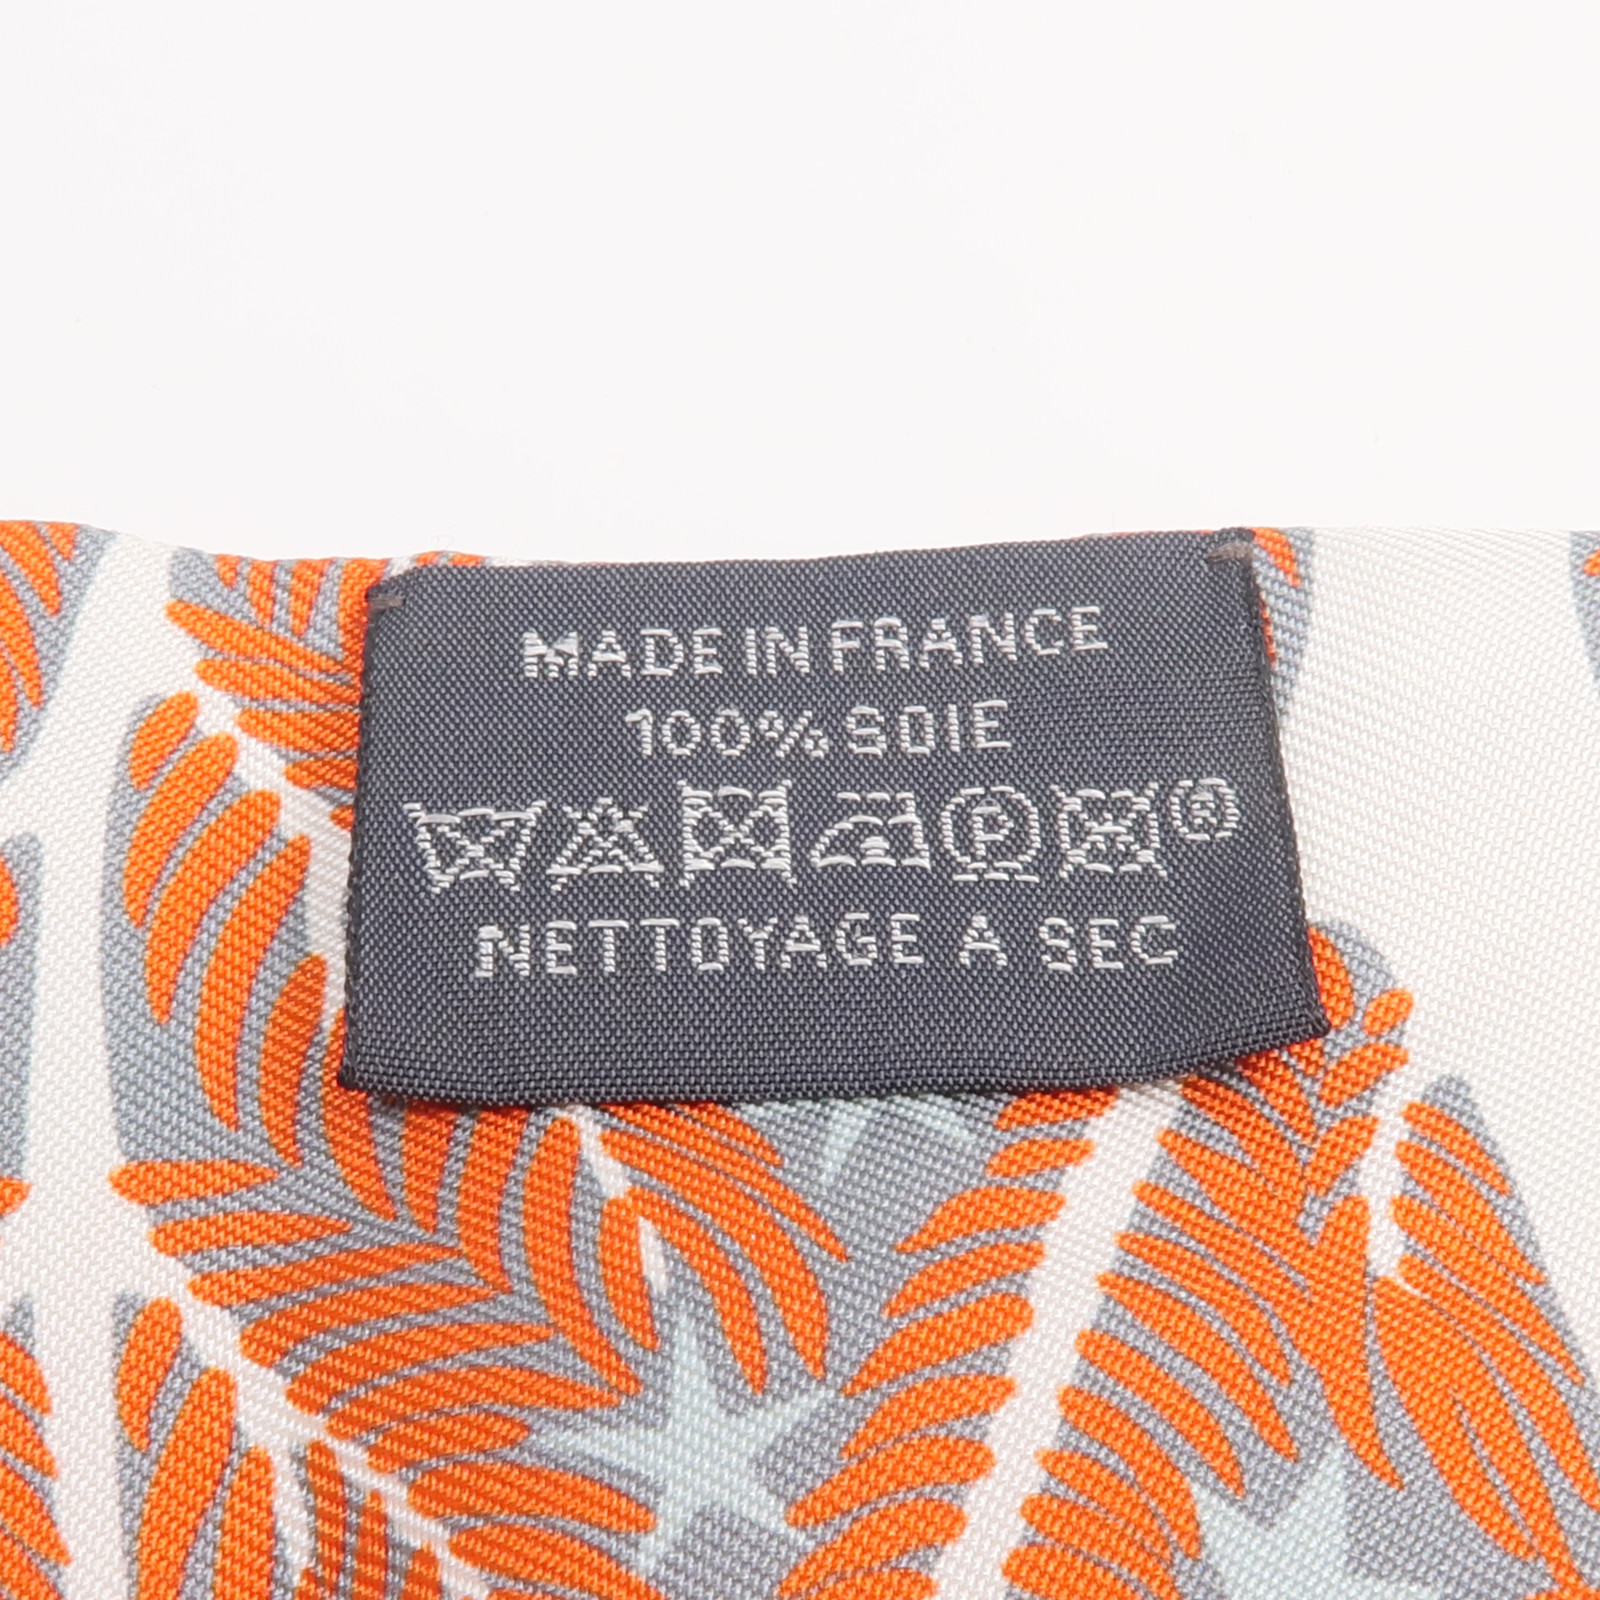 MADE IN FRANCE
100% SOIE
P ®
NETTOYAGE A SEC